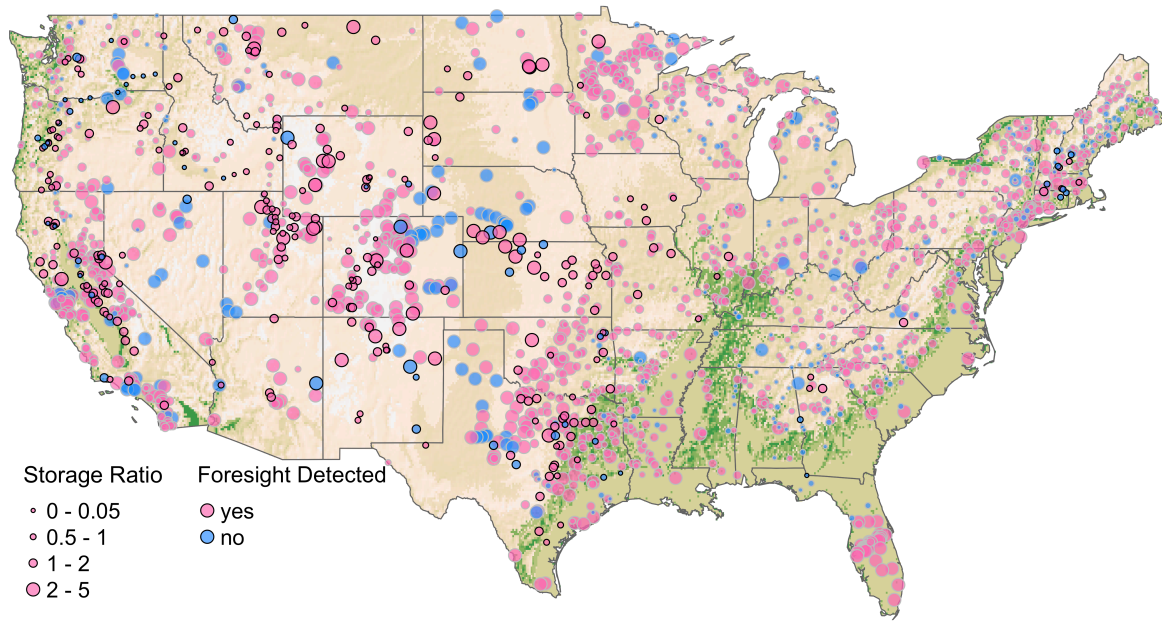 Storage Ratio
0 - 0.05
0.5 - 1
1 - 2
2 - 5
Foresight Detected
yes
no